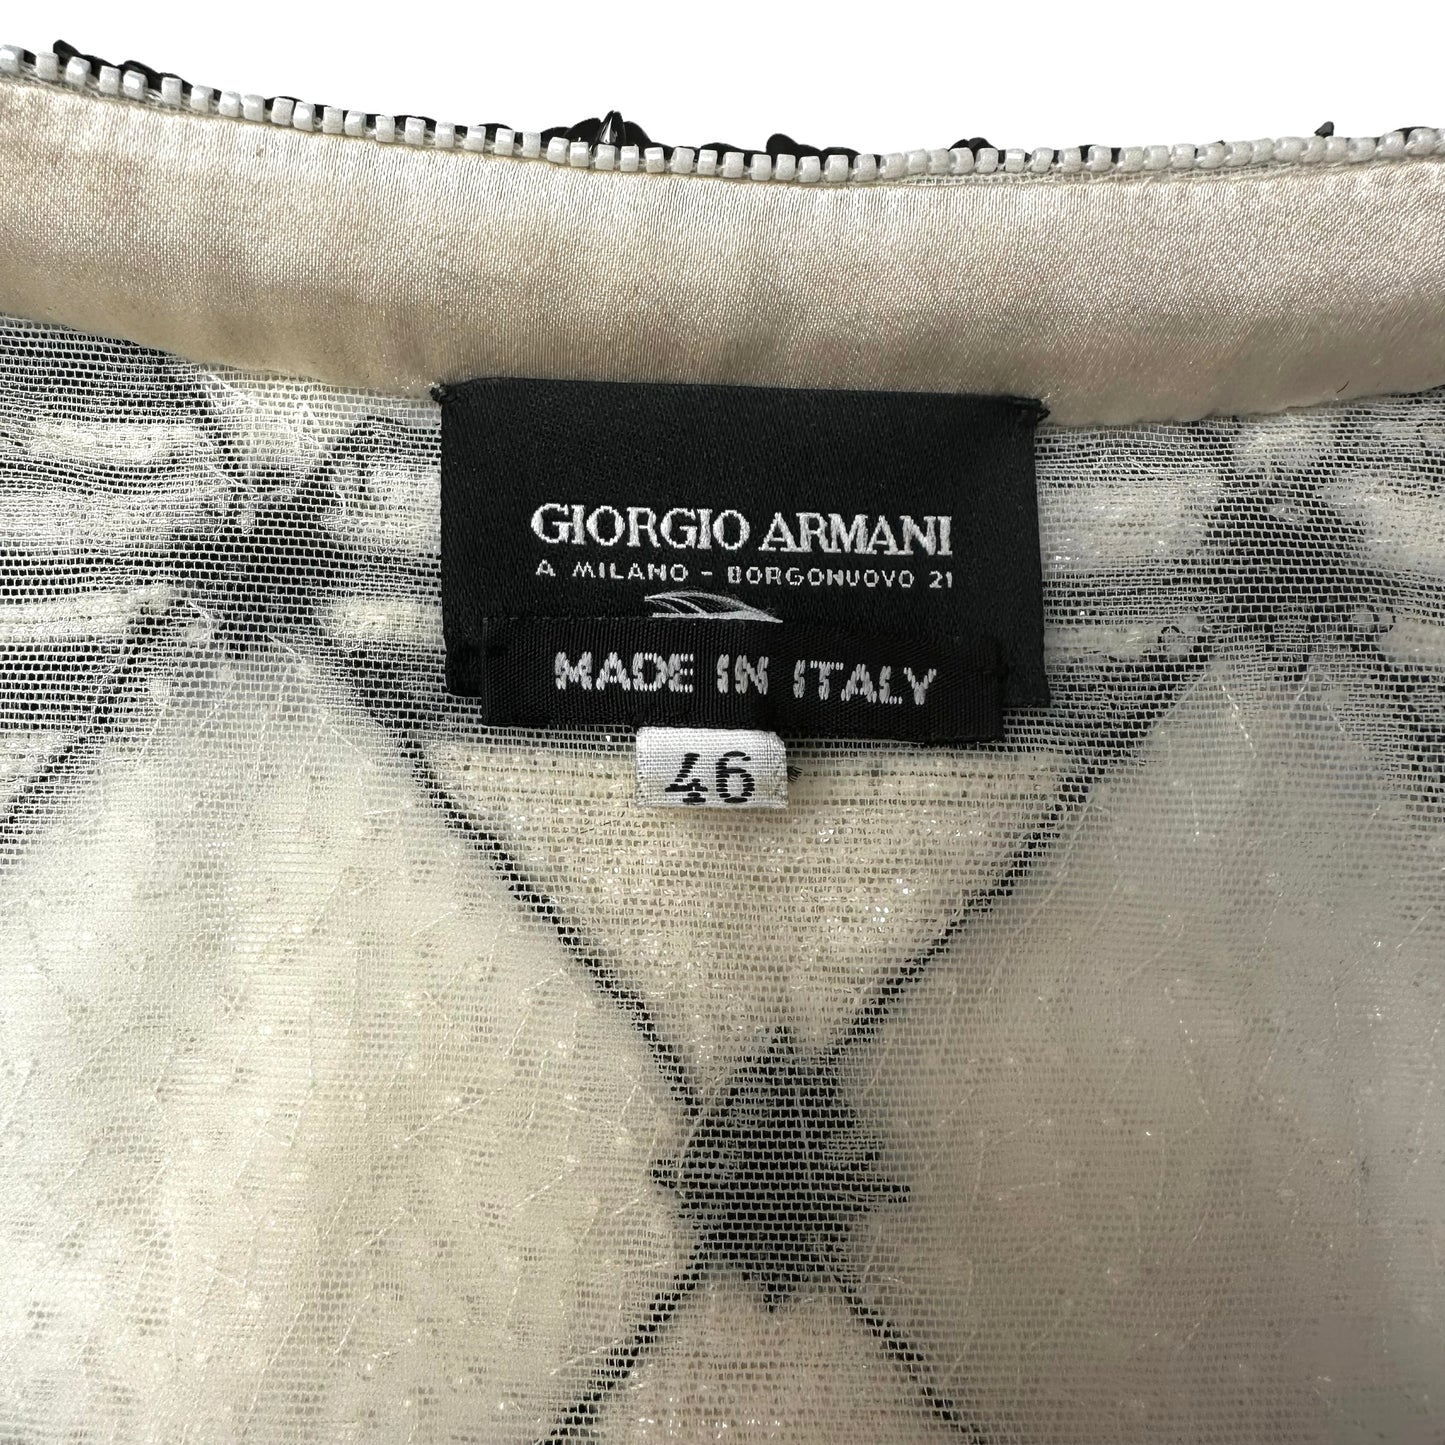 GIORGIO ARMANI
A MILANO - BORGONUOVO 21
MADE IN ITALY
46